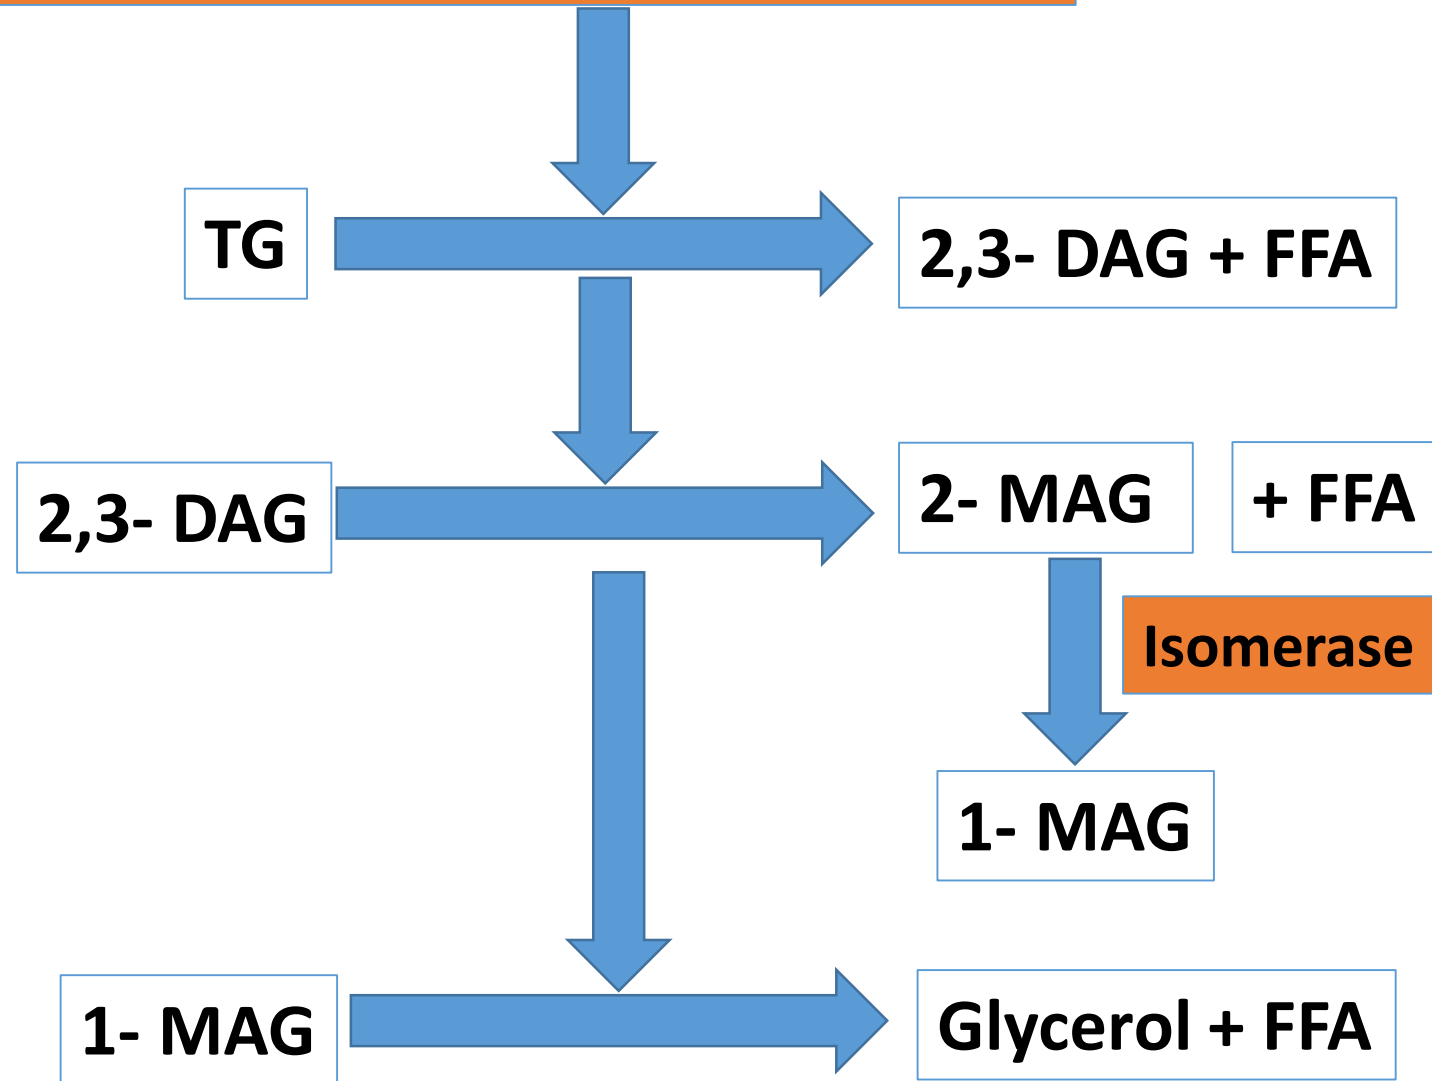 TG
2,3- DAG + FFA
2,3- DAG
2- MAG
+ FFA
Isomerase
1- MAG
1- MAG
Glycerol + FFA